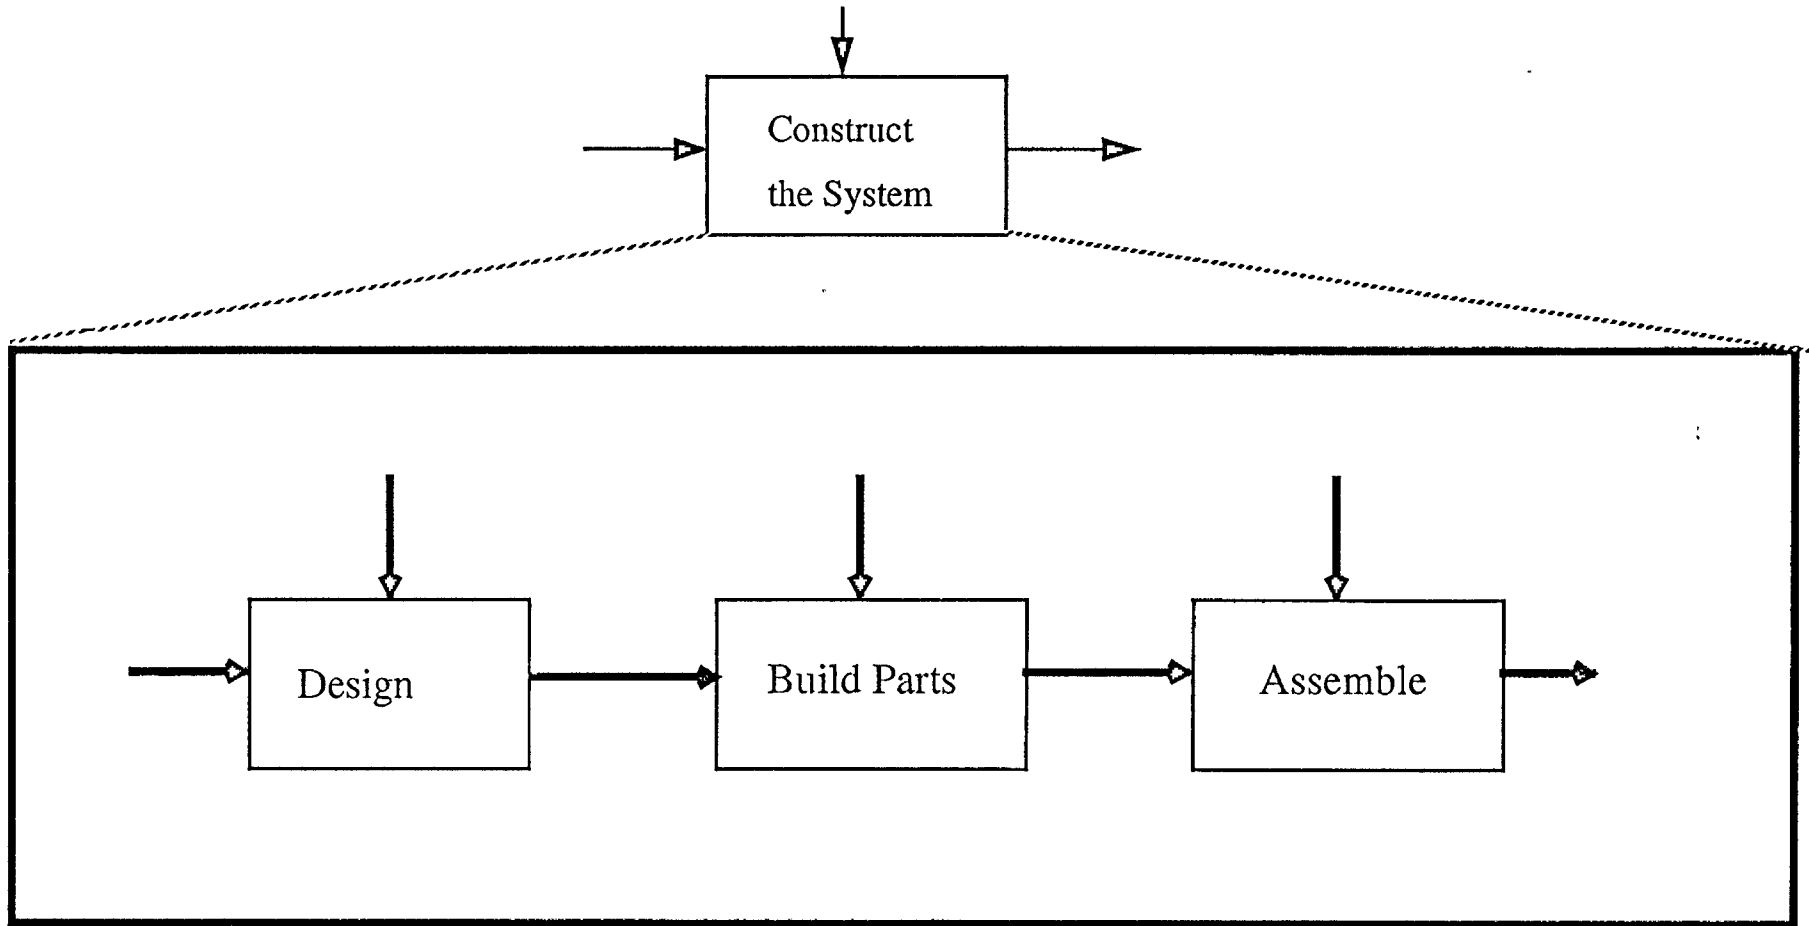 Construct
the System
Design
Build Parts
Assemble